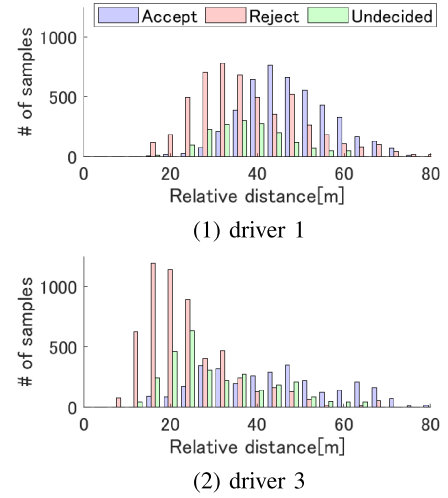 Accept Reject Undecided
1000
500
0
# of samples
0 20 40 60 80
Relative distance[m]
(1) driver 1
1000
500
0
# of samples
0 20 40 60 80
Relative distance[m]
(2) driver 3